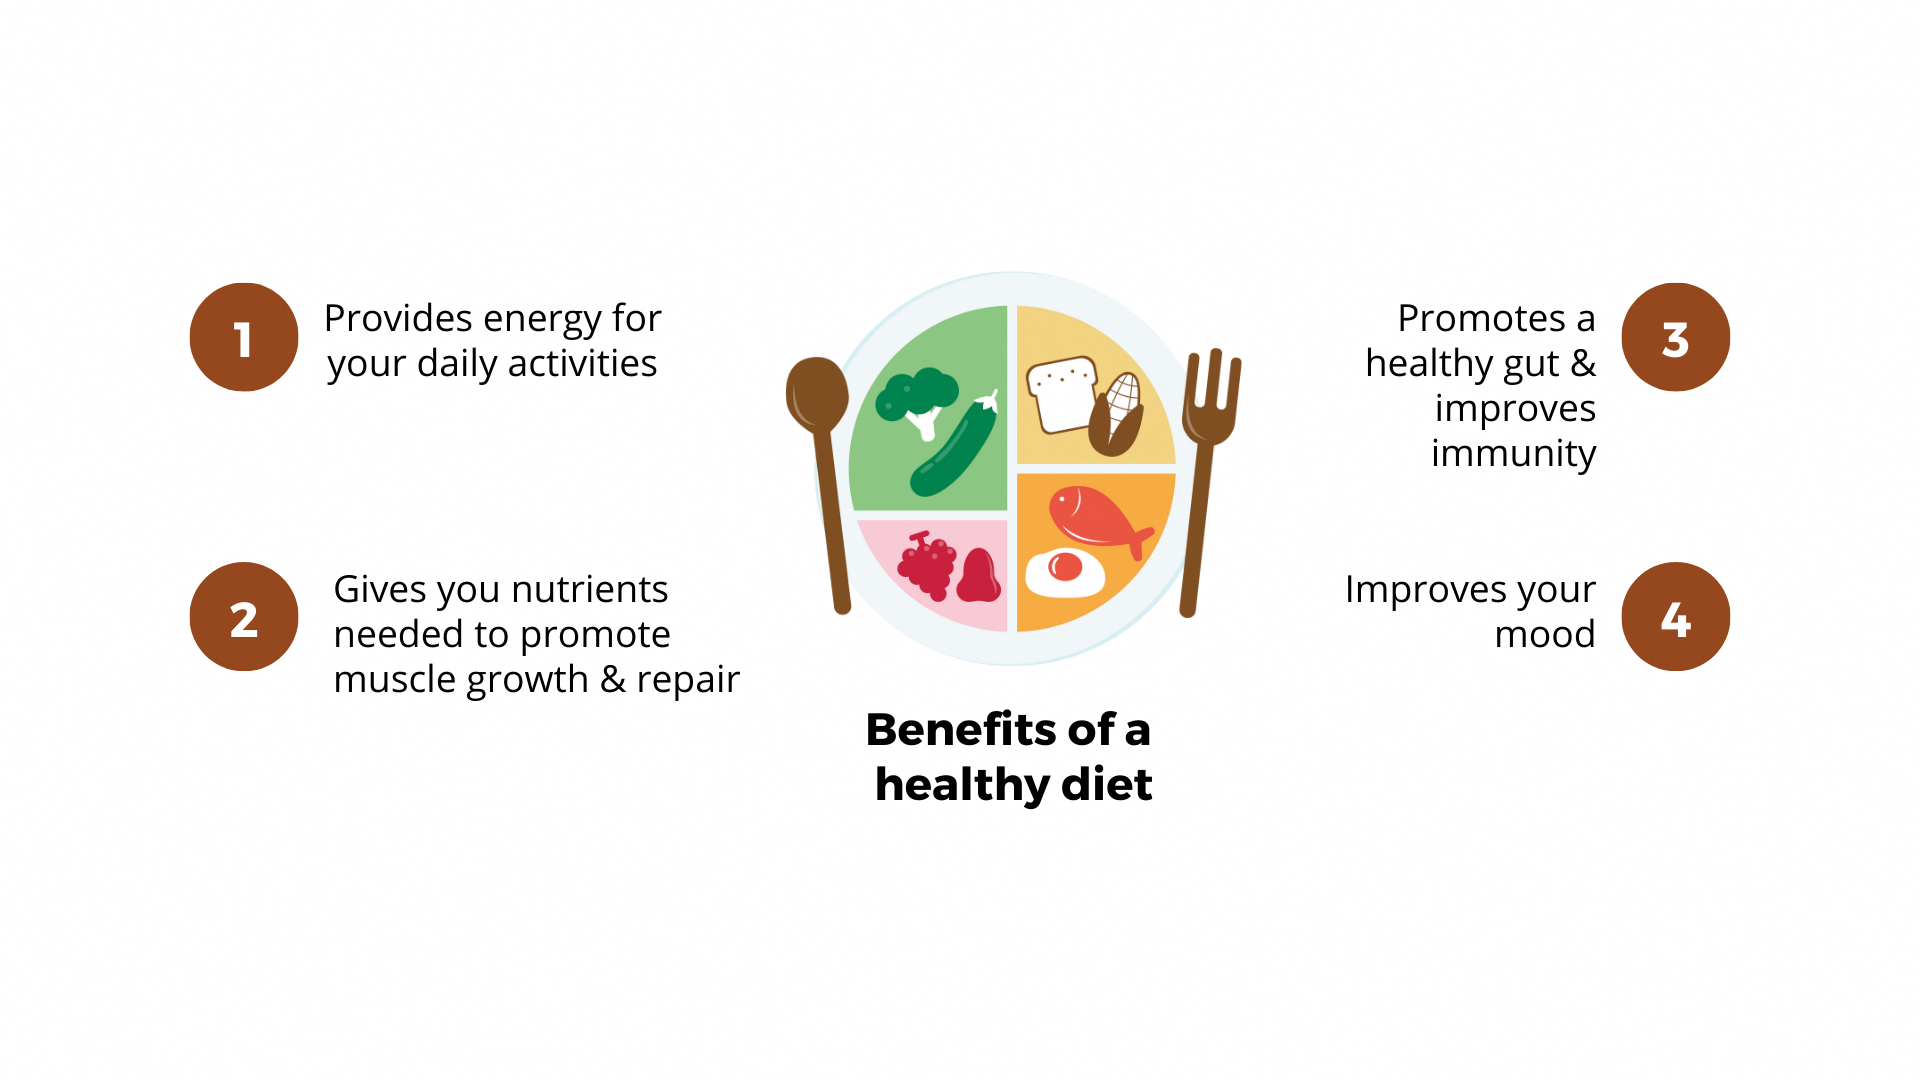 1
Provides energy for
your daily activities
2
Gives you nutrients
needed to promote
muscle growth & repair
3
Promotes a
healthy gut &
improves
immunity
4
Improves your
mood
Benefits of a
healthy diet